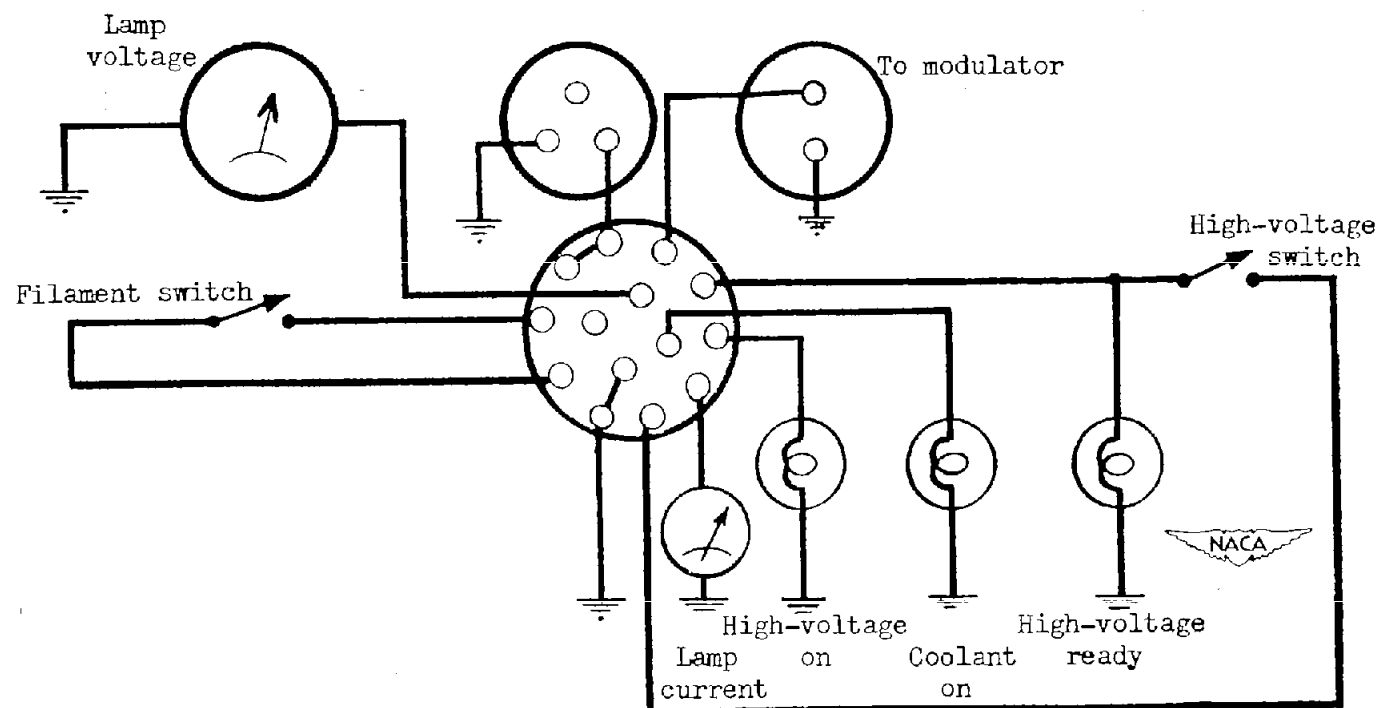 Lamp
voltage
To modulator
High-voltage
switch
Filament switch
NACA
High-voltage
on
Lamp
current
Coolant
on
High-voltage
ready